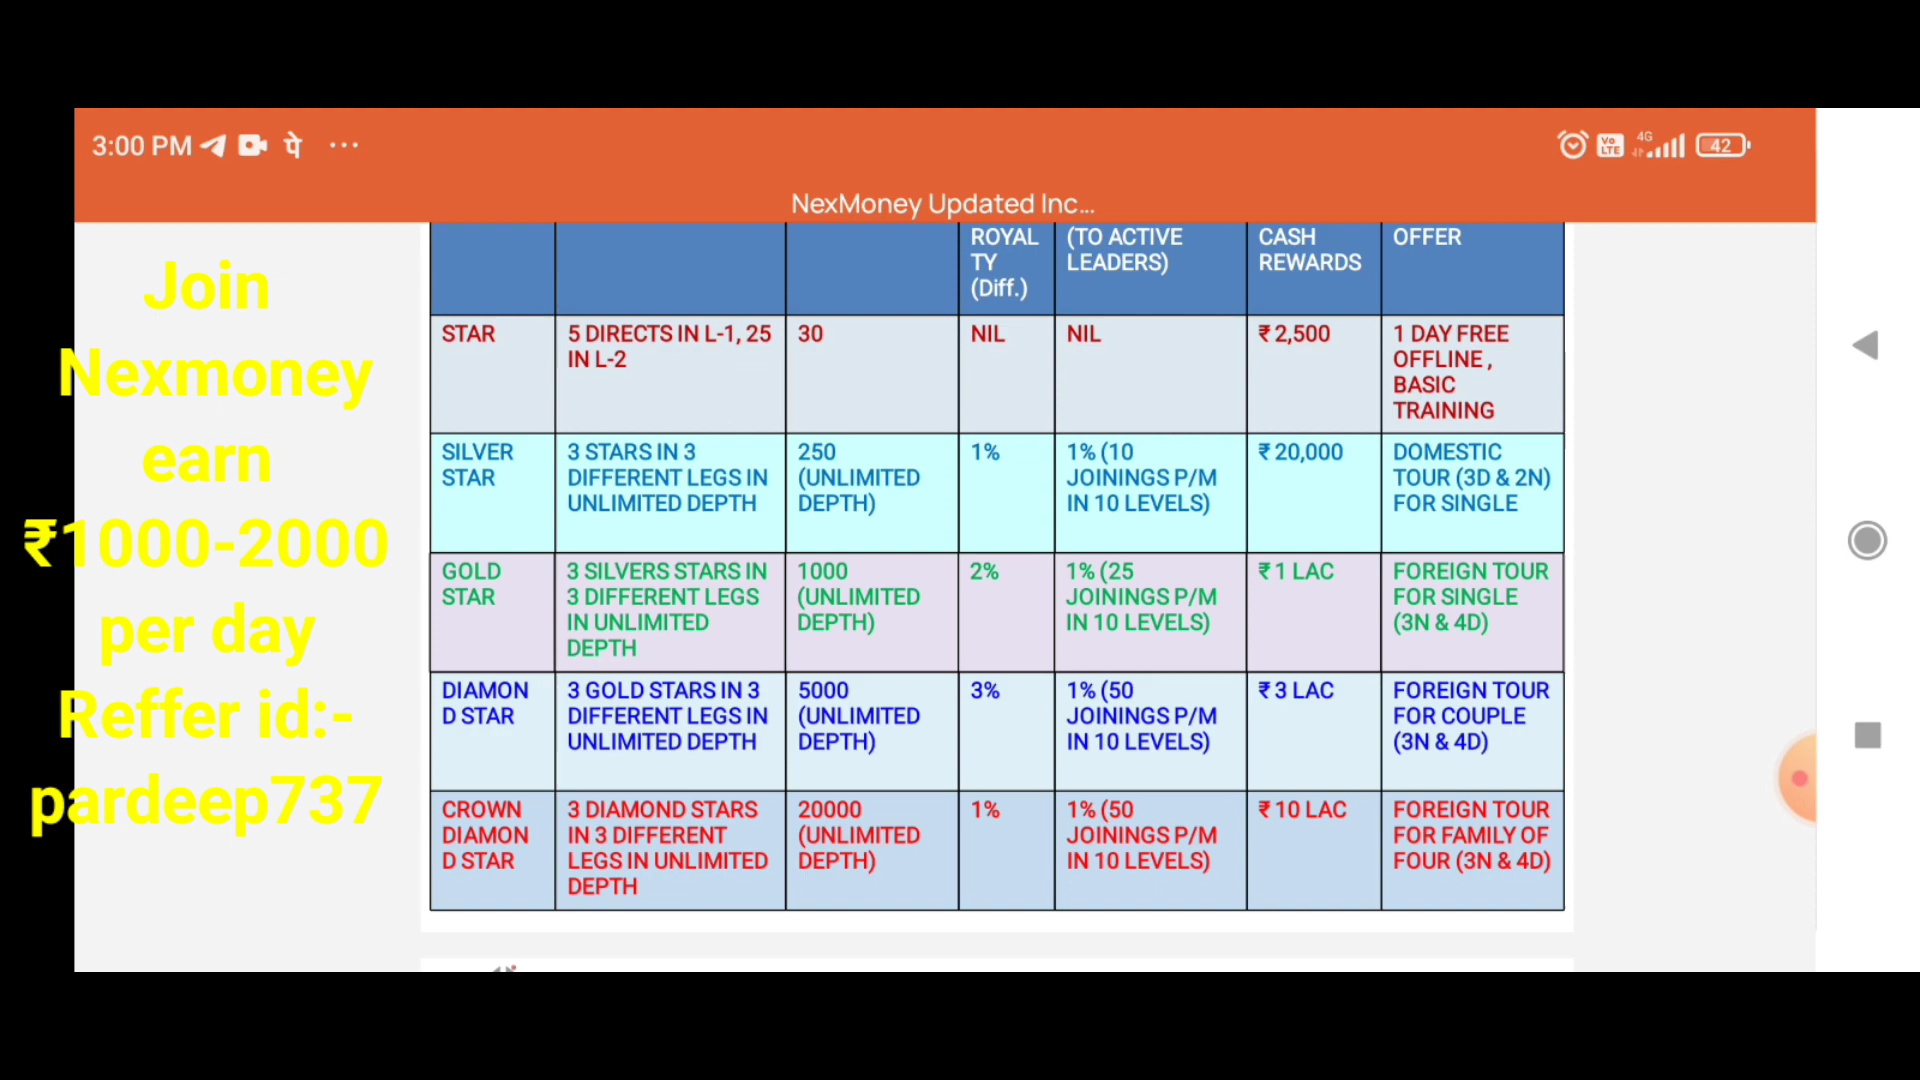 3:00 PM पे ...
Vo LTE 4G 42
NexMoney Updated Inc...
Join
Nexmoney
earn
₹1000-2000
per day
Reffer id:-
pardeep737
ROYAL
TY
(Diff.)
(TO ACTIVE
LEADERS)
CASH
REWARDS
OFFER
STAR
5 DIRECTS IN L-1, 25
IN L-2
30
NIL
NIL
₹ 2,500
1 DAY FREE
OFFLINE ,
BASIC
TRAINING
SILVER
STAR
3 STARS IN 3
DIFFERENT LEGS IN
UNLIMITED DEPTH
250
(UNLIMITED
DEPTH)
1%
1% (10
JOININGS P/M
IN 10 LEVELS)
₹ 20,000
DOMESTIC
TOUR (3D & 2N)
FOR SINGLE
GOLD
STAR
3 SILVERS STARS IN
3 DIFFERENT LEGS
IN UNLIMITED
DEPTH
1000
(UNLIMITED
DEPTH)
2%
1% (25
JOININGS P/M
IN 10 LEVELS)
₹ 1 LAC
FOREIGN TOUR
FOR SINGLE
(3N & 4D)
DIAMON
D STAR
3 GOLD STARS IN 3
DIFFERENT LEGS IN
UNLIMITED DEPTH
5000
(UNLIMITED
DEPTH)
3%
1% (50
JOININGS P/M
IN 10 LEVELS)
₹ 3 LAC
FOREIGN TOUR
FOR COUPLE
(3N & 4D)
CROWN
DIAMON
D STAR
3 DIAMOND STARS
IN 3 DIFFERENT
LEGS IN UNLIMITED
DEPTH
20000
(UNLIMITED
DEPTH)
1%
1% (50
JOININGS P/M
IN 10 LEVELS)
₹ 10 LAC
FOREIGN TOUR
FOR FAMILY OF
FOUR (3N & 4D)